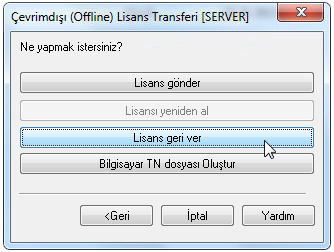 Çevrimdışı (Offline) Lisans Transferi [SERVER]
Ne yapmak istersiniz?
Lisans gönder
Lisansı yeniden al
Lisans geri ver
Bilgisayar TN dosyası Oluştur
<Geri
İptal
Yardım